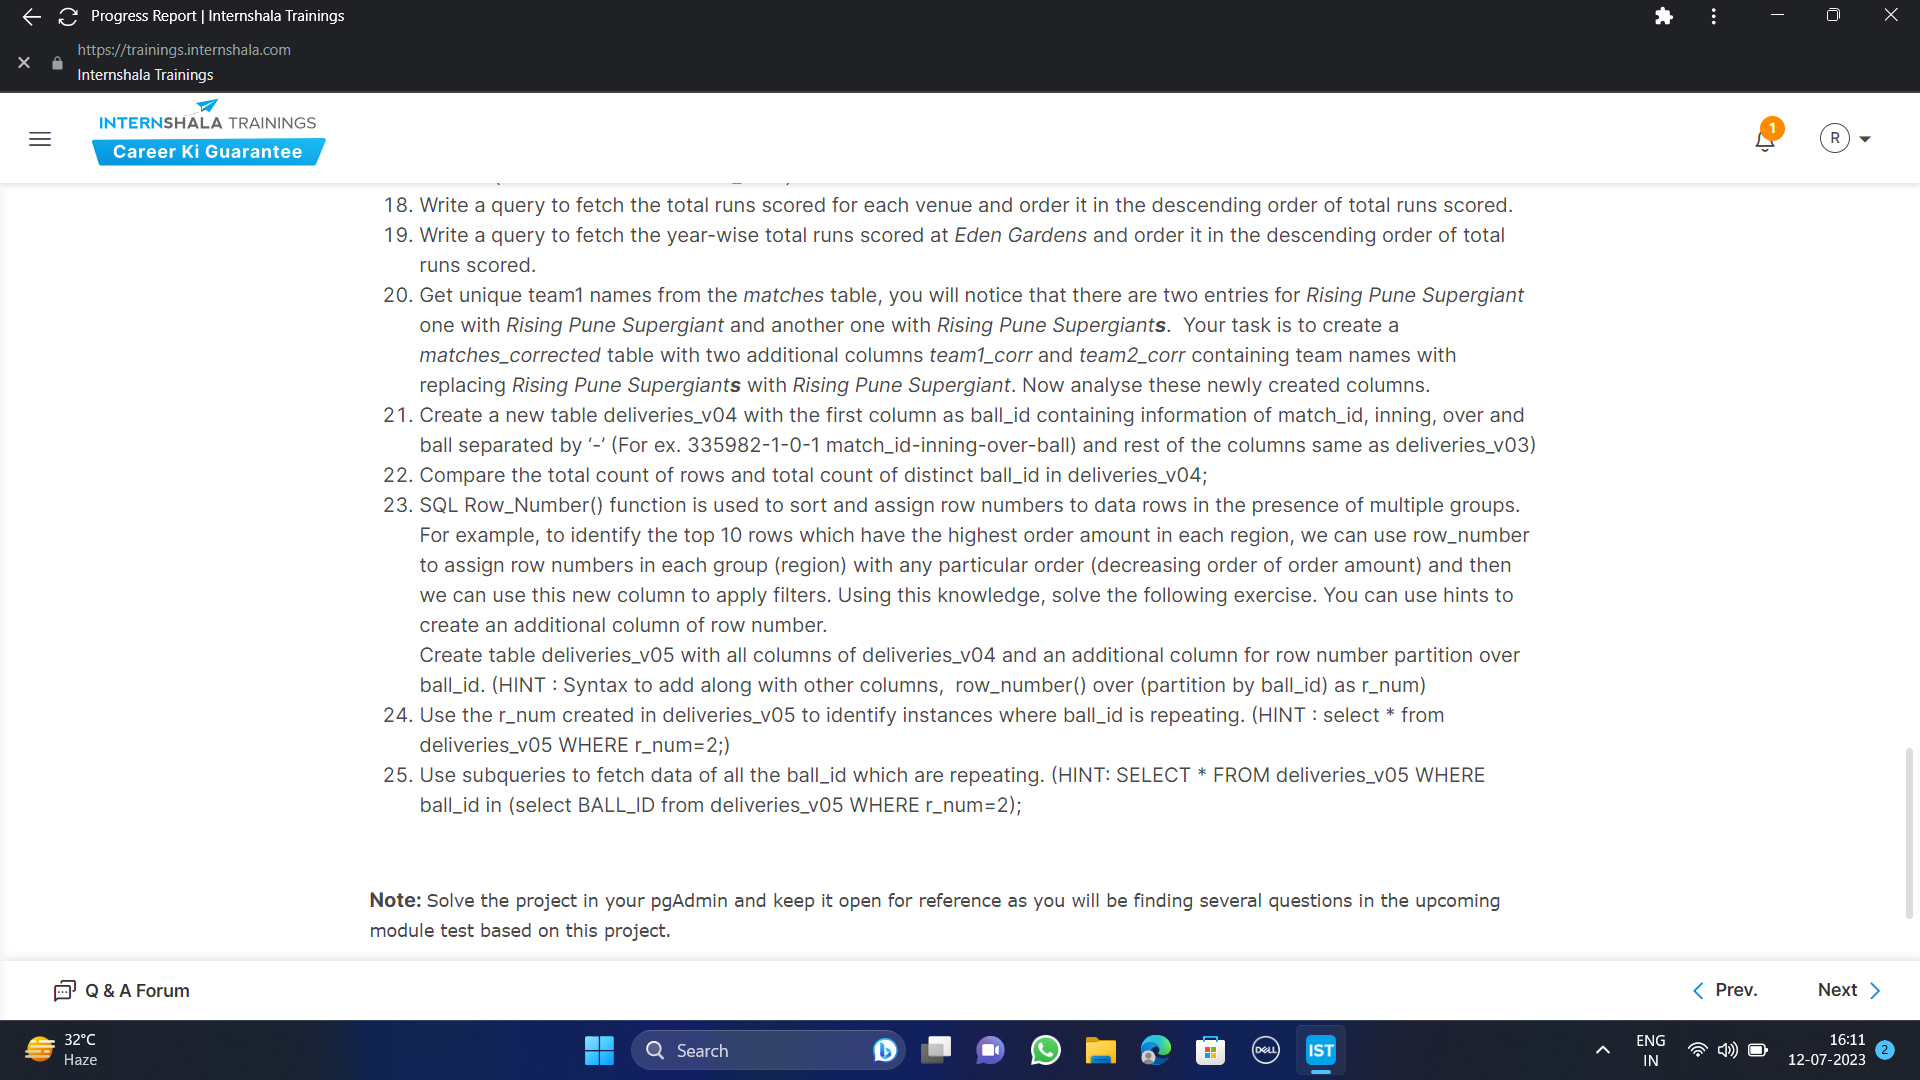 Progress Report | Internshala Trainings
https://trainings.internshala.com
Internshala Trainings
INTERNSHALA TRAININGS
Career Ki Guarantee
1
R
18. Write a query to fetch the total runs scored for each venue and order it in the descending order of total runs scored.
19. Write a query to fetch the year-wise total runs scored at Eden Gardens and order it in the descending order of total
runs scored.
20. Get unique team1 names from the matches table, you will notice that there are two entries for Rising Pune Supergiant
one with Rising Pune Supergiant and another one with Rising Pune Supergiants. Your task is to create a
matches_corrected table with two additional columns team1_corr and team2_corr containing team names with
replacing Rising Pune Supergiants with Rising Pune Supergiant. Now analyse these newly created columns.
21. Create a new table deliveries_v04 with the first column as ball_id containing information of match_id, inning, over and
ball separated by ‘-’ (For ex. 335982-1-0-1 match_id-inning-over-ball) and rest of the columns same as deliveries_v03)
22. Compare the total count of rows and total count of distinct ball_id in deliveries_v04;
23. SQL Row_Number() function is used to sort and assign row numbers to data rows in the presence of multiple groups.
For example, to identify the top 10 rows which have the highest order amount in each region, we can use row_number
to assign row numbers in each group (region) with any particular order (decreasing order of order amount) and then
we can use this new column to apply filters. Using this knowledge, solve the following exercise. You can use hints to
create an additional column of row number.
Create table deliveries_v05 with all columns of deliveries_v04 and an additional column for row number partition over
ball_id. (HINT : Syntax to add along with other columns,  row_number() over (partition by ball_id) as r_num)
24. Use the r_num created in deliveries_v05 to identify instances where ball_id is repeating. (HINT : select * from
deliveries_v05 WHERE r_num=2;)
25. Use subqueries to fetch data of all the ball_id which are repeating. (HINT: SELECT * FROM deliveries_v05 WHERE
ball_id in (select BALL_ID from deliveries_v05 WHERE r_num=2);
Note: Solve the project in your pgAdmin and keep it open for reference as you will be finding several questions in the upcoming
module test based on this project.
Q & A Forum
Prev.
Next
32°C
Haze
Search
DELL
IST
ENG
IN
16:11
12-07-2023
2